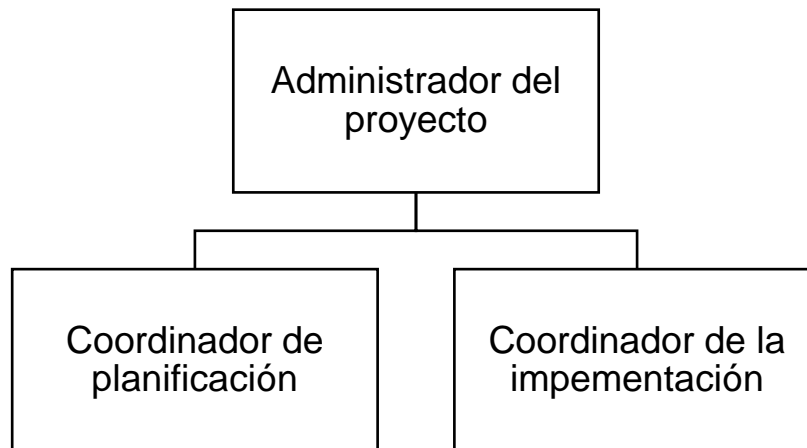 Administrador del
proyecto
Coordinador de
planificación
Coordinador de la
impementación